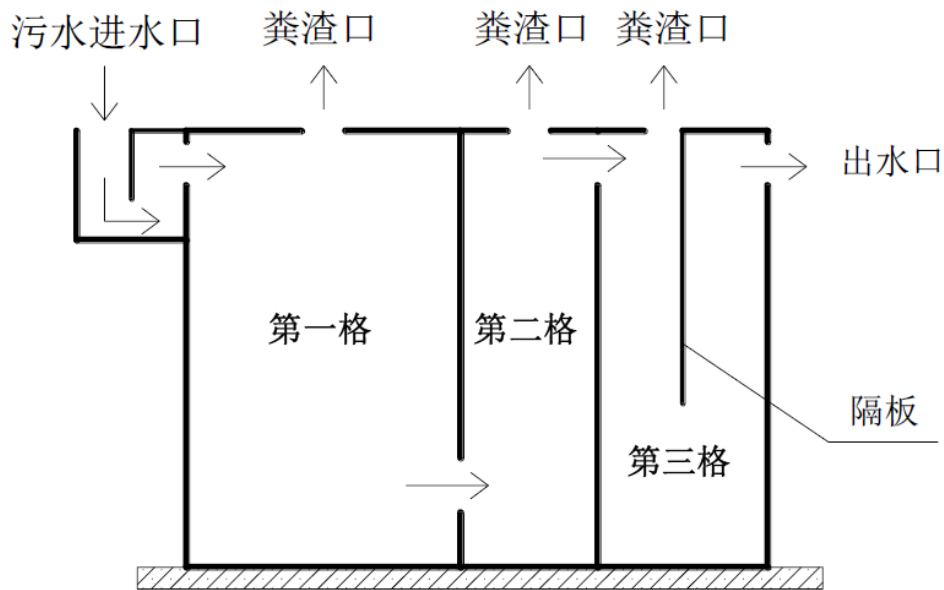 污水进水口
粪渣口
粪渣口
粪渣口
出水口
第一格
第二格
隔板
第三格